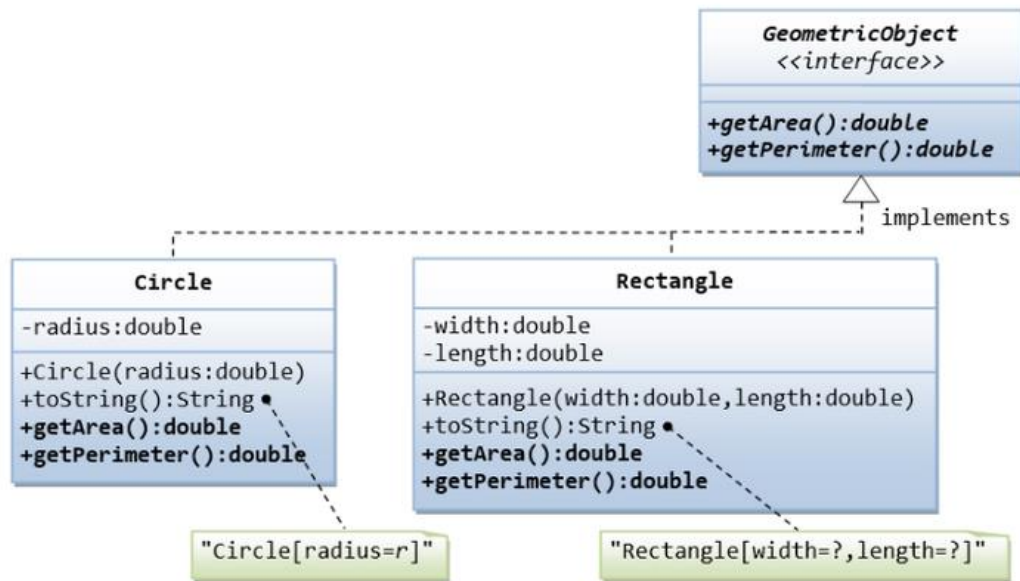 GeometricObject
<<interface>>
+getArea():double
+getPerimeter():double
implements
Circle
-radius:double
+Circle(radius:double)
+toString():String
+getArea():double
+getPerimeter():double
"Circle[radius=r]"
Rectangle
-width:double
-length:double
+Rectangle(width:double,length:double)
+toString():String
+getArea():double
+getPerimeter():double
"Rectangle[width=?,length=?]"